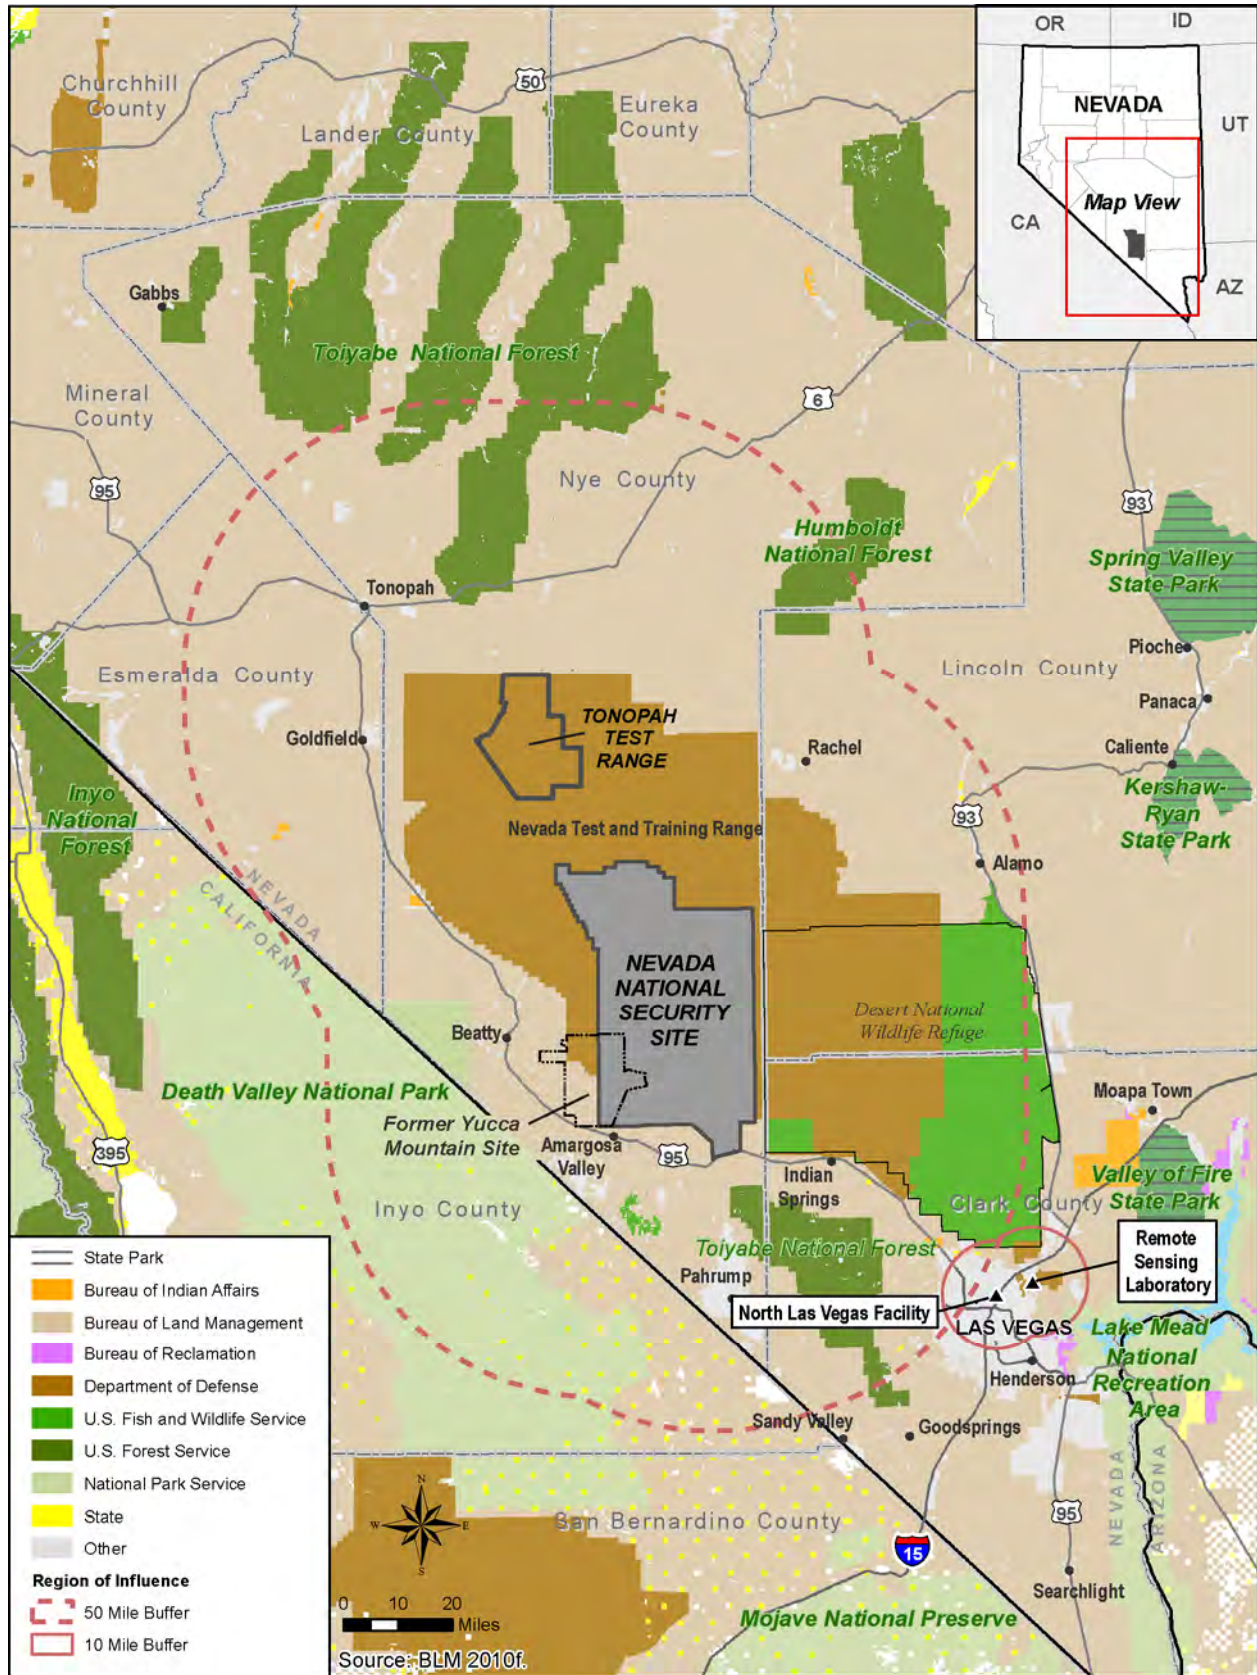 OR
ID
NEVADA
UT
Map View
CA
AZ
Churchhill
County
50
Lander County
Eureka
County
Gabbs
Toiyabe National Forest
Mineral
County
6
95
Nye County
93
Humboldt
National Forest
Spring Valley
State Park
Tonopah
Pioche
Esmeralda County
Lincoln County
Panaca
TONOPAH
TEST
RANGE
Goldfield
Rachel
Caliente
Inyo
National
Forest
Kershaw-
Ryan
State Park
93
Nevada Test and Training Range
Alamo
NEVADA
CALIFORNIA
NEVADA
NATIONAL
SECURITY
SITE
Desert National
Wildlife Refuge
Beatty
Death Valley National Park
Moapa Town
Former Yucca
Mountain Site
395
Amargosa
Valley
95
Indian
Springs
Valley of Fire
State Park
Inyo County
Clark County
Toiyabe National Forest
Remote
Sensing
Laboratory
Pahrump
North Las Vegas Facility
LAS VEGAS
Lake Mead
National
Recreation
Area
Henderson
Sandy Valley
Goodsprings
NEVADA
ARIZONA
95
San Bernardino County
15
Searchlight
Mojave National Preserve
State Park
Bureau of Indian Affairs
Bureau of Land Management
Bureau of Reclamation
Department of Defense
U.S. Fish and Wildlife Service
U.S. Forest Service
National Park Service
State
Other
Region of Influence
50 Mile Buffer
10 Mile Buffer
N
W
E
S
0 10 20
Miles
Source: BLM 2010f.